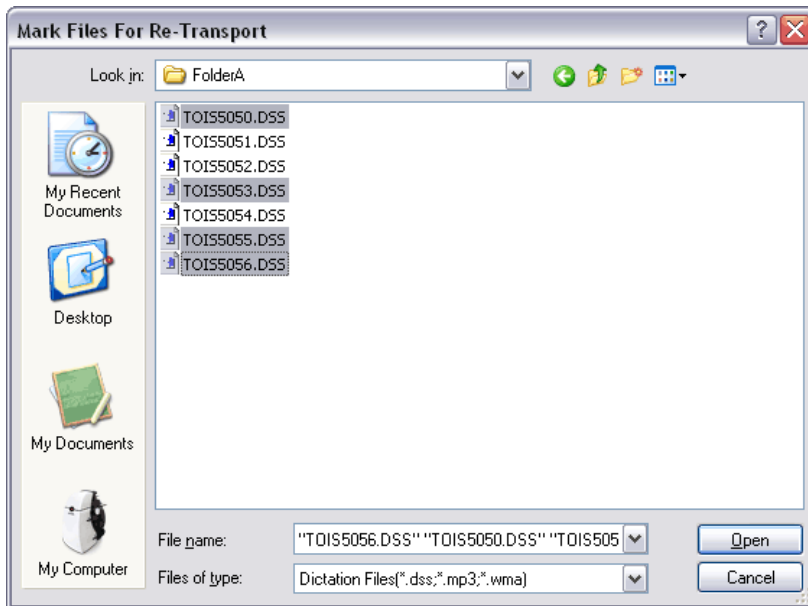 Mark Files For Re-Transport
Look in: FolderA
TOIS5050.DSS
TOIS5051.DSS
TOIS5052.DSS
TOIS5053.DSS
TOIS5054.DSS
TOIS5055.DSS
TOIS5056.DSS
My Recent
Documents
Desktop
My Documents
My Computer
File name: "TOIS5056.DSS" "TOIS5050.DSS" "TOIS505
Open
Files of type: Dictation Files(*.dss;*.mp3;*.wma)
Cancel